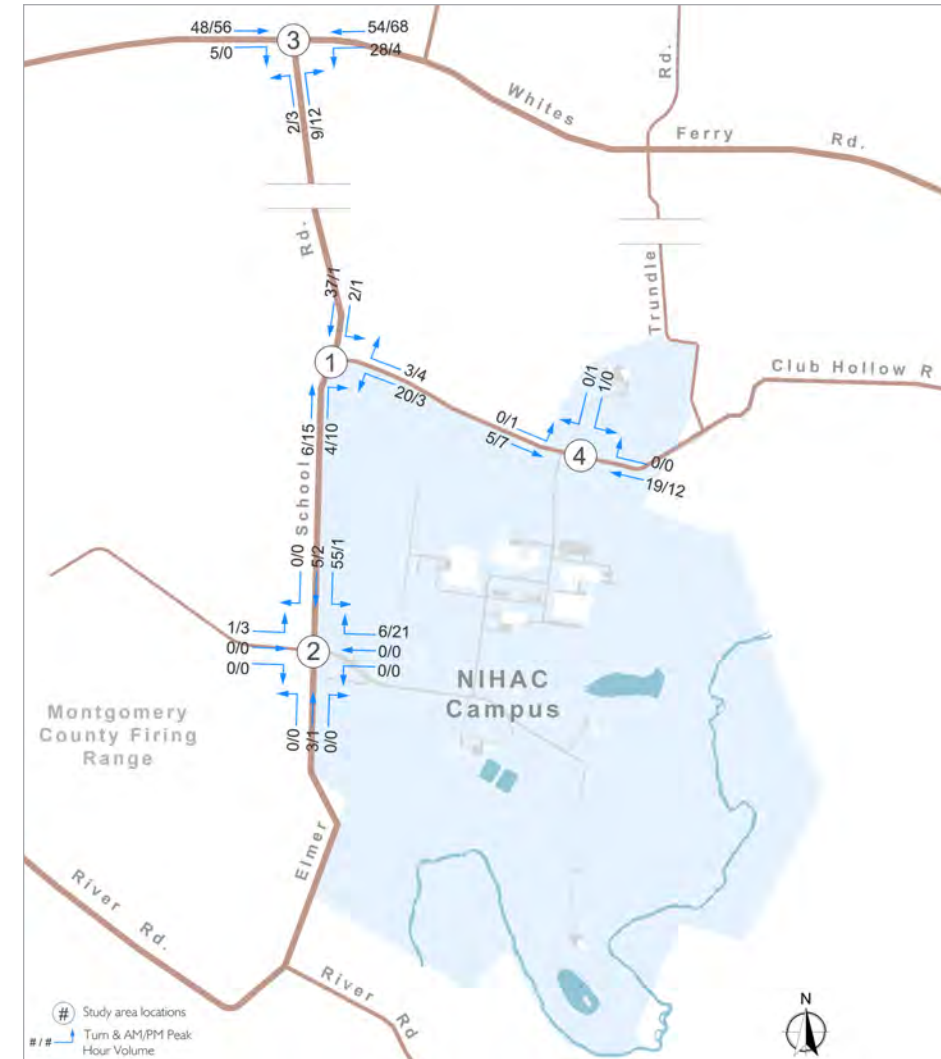 48/56
54/68
3
5/0
28/4
2/3
9/12
Whites
Ferry
Rd.
Rd.
Rd.
37/1
2/1
Trundle
1
3/4
20/3
Club Hollow R
0/1
1/0
0/1
5/7
4
0/0
19/12
6/15
4/10
School
0/0
5/2
55/1
1/3
6/21
0/0
2
0/0
0/0
0/0
NIHAC
Campus
0/0
3/1
0/0
Montgomery
County Firing
Range
Elmer
River
Rd.
River
Rd
N
# Study area locations
# / # Turn & AM/PM Peak
Hour Volume